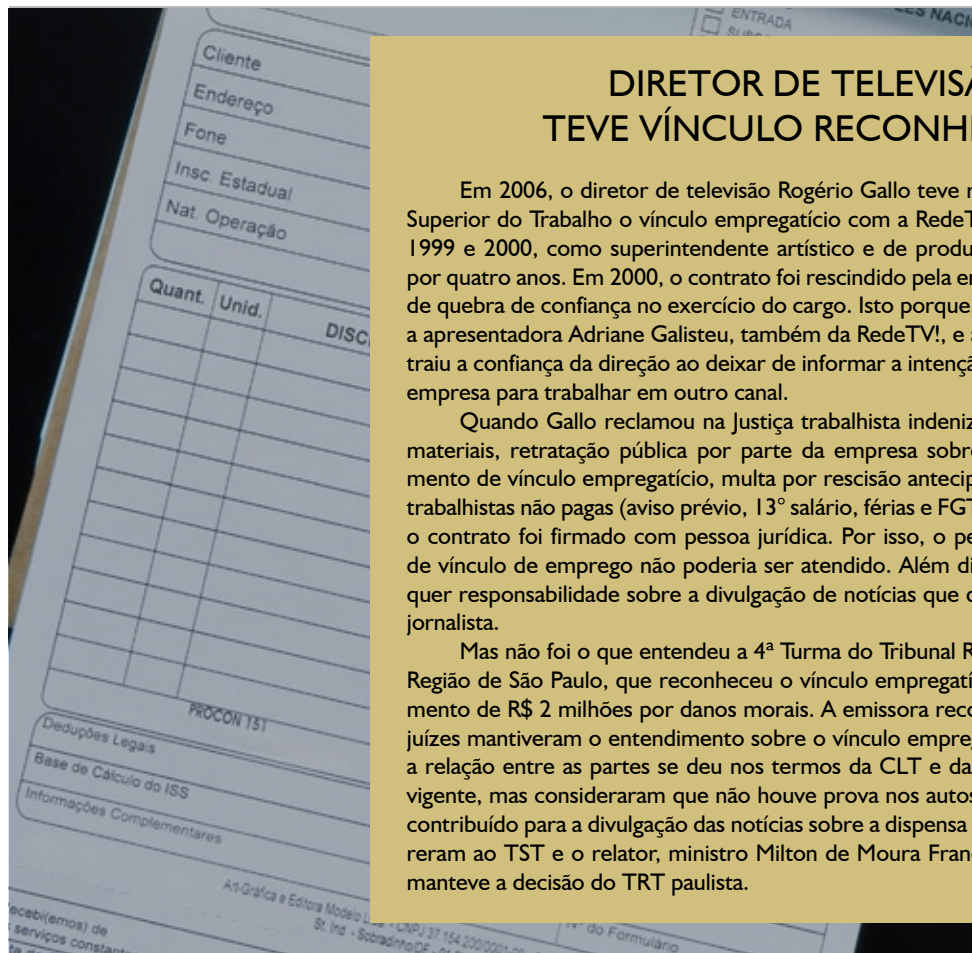 ENTRADA
Cliente
Endereço
Fone
Insc. Estadual
Nat. Operação
Quant. Unid.
DISC
PROCON 151
Deduções Legais
Base de Cálculo do ISS
Informações Complementares
Art-Gráfica e Editora Modelo
St. Ind. - Sobradinho/DF
Nº do Formulário
DIRETOR DE TELEVISÃ
TEVE VÍNCULO RECONH
Em 2006, o diretor de televisão Rogério Gallo teve
Superior do Trabalho o vínculo empregatício com a RedeT
1999 e 2000, como superintendente artístico e de produ
por quatro anos. Em 2000, o contrato foi rescindido pela
de quebra de confiança no exercício do cargo. Isto porque
a apresentadora Adriane Galisteu, também da RedeTV!, e
traiu a confiança da direção ao deixar de informar a intençã
empresa para trabalhar em outro canal.
Quando Gallo reclamou na Justiça trabalhista indeniz
materiais, retratação pública por parte da empresa sobr
mento de vínculo empregatício, multa por rescisão antecip
trabalhistas não pagas (aviso prévio, 13° salário, férias e FGT
o contrato foi firmado com pessoa jurídica. Por isso, o pe
de vínculo de emprego não poderia ser atendido. Além di
quer responsabilidade sobre a divulgação de notícias que
jornalista.
Mas não foi o que entendeu a 4ª Turma do Tribunal R
Região de São Paulo, que reconheceu o vínculo empregatí
mento de R$ 2 milhões por danos morais. A emissora reco
juízes mantiveram o entendimento sobre o vínculo empre
a relação entre as partes se deu nos termos da CLT e da
vigente, mas consideraram que não houve prova nos autos
contribuído para a divulgação das notícias sobre a dispensa
reram ao TST e o relator, ministro Milton de Moura Fran
manteve a decisão do TRT paulista.